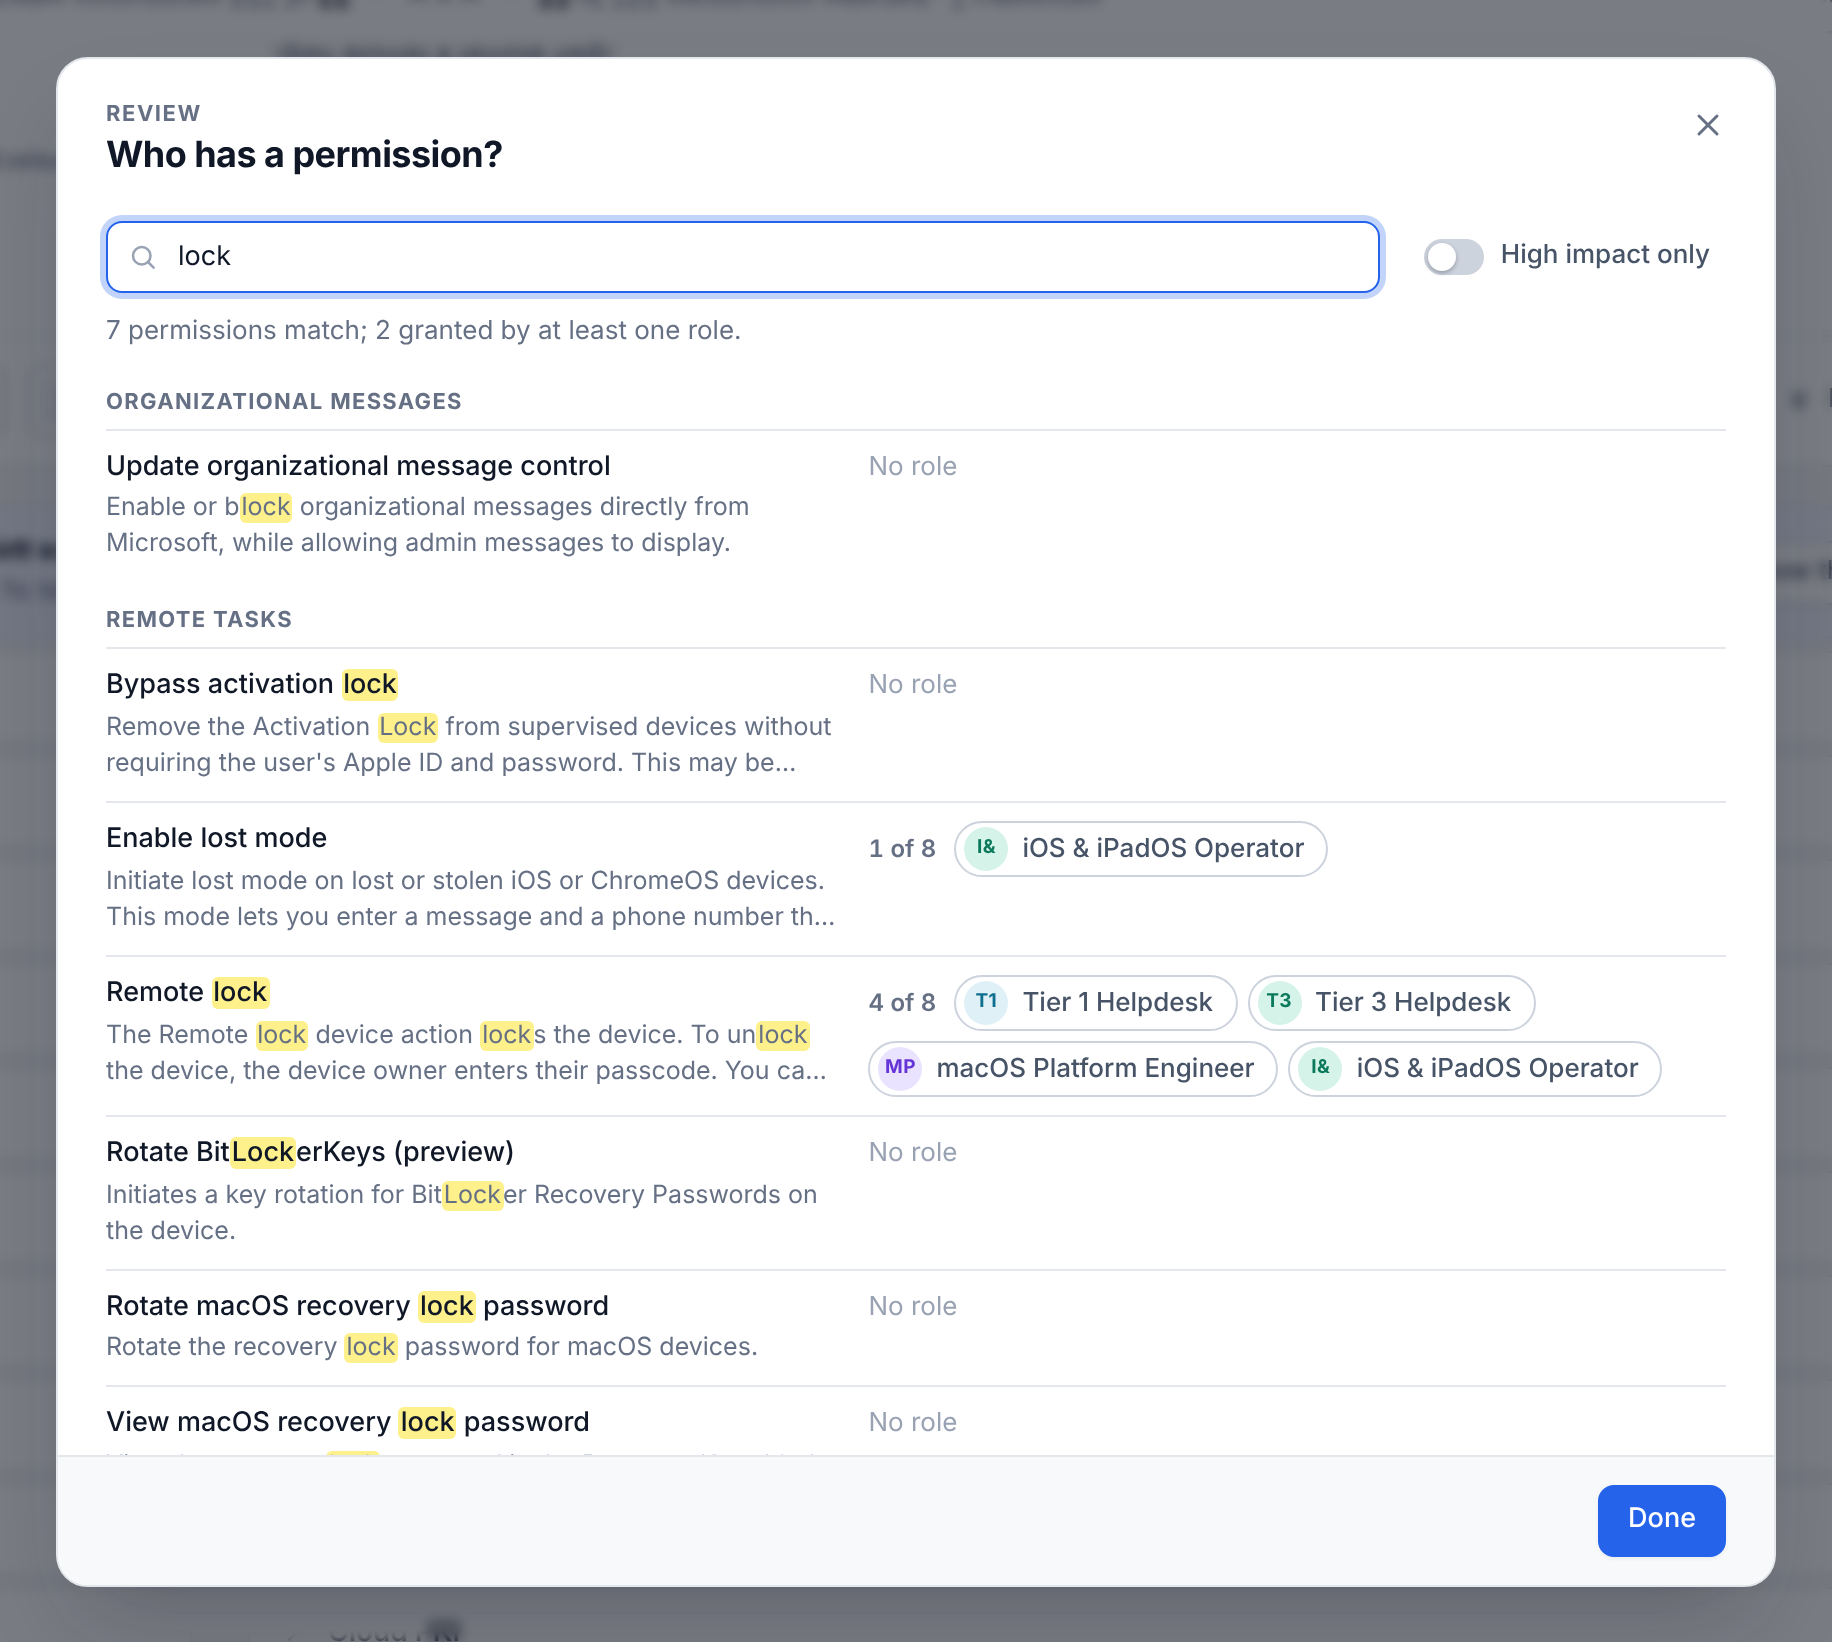 REVIEW
Who has a permission?
lock
High impact only
7 permissions match; 2 granted by at least one role.
ORGANIZATIONAL MESSAGES
Update organizational message control
No role
Enable or block organizational messages directly from
Microsoft, while allowing admin messages to display.
REMOTE TASKS
Bypass activation lock
No role
Remove the Activation Lock from supervised devices without
requiring the user's Apple ID and password. This may be...
Enable lost mode
1 of 8 I& iOS & iPadOS Operator
Initiate lost mode on lost or stolen iOS or ChromeOS devices.
This mode lets you enter a message and a phone number th...
Remote lock
4 of 8 T1 Tier 1 Helpdesk T3 Tier 3 Helpdesk
The Remote lock device action locks the device. To unlock
the device, the device owner enters their passcode. You ca...
MP macOS Platform Engineer I& iOS & iPadOS Operator
Rotate BitLockerKeys (preview)
No role
Initiates a key rotation for BitLocker Recovery Passwords on
the device.
Rotate macOS recovery lock password
No role
Rotate the recovery lock password for macOS devices.
View macOS recovery lock password
No role
Done